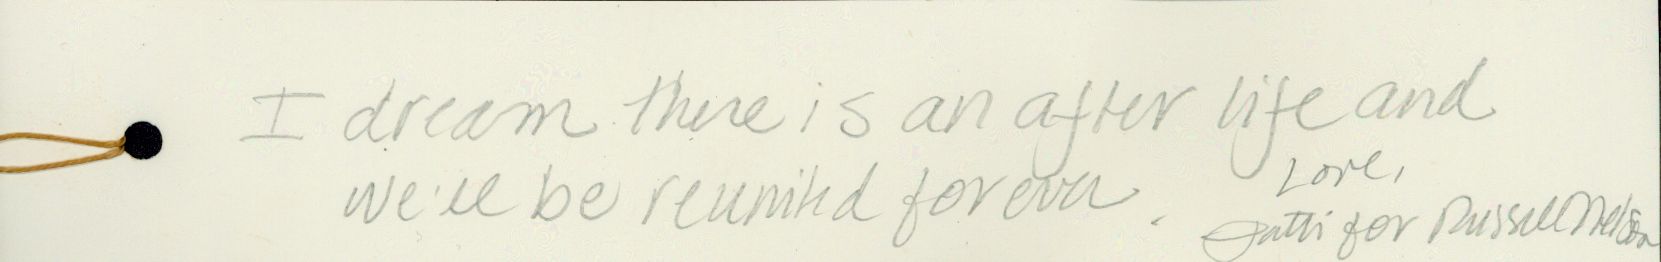 I dream there is an after life and
we'll be reunited forever.
Love,
Patti for Russell Nelson